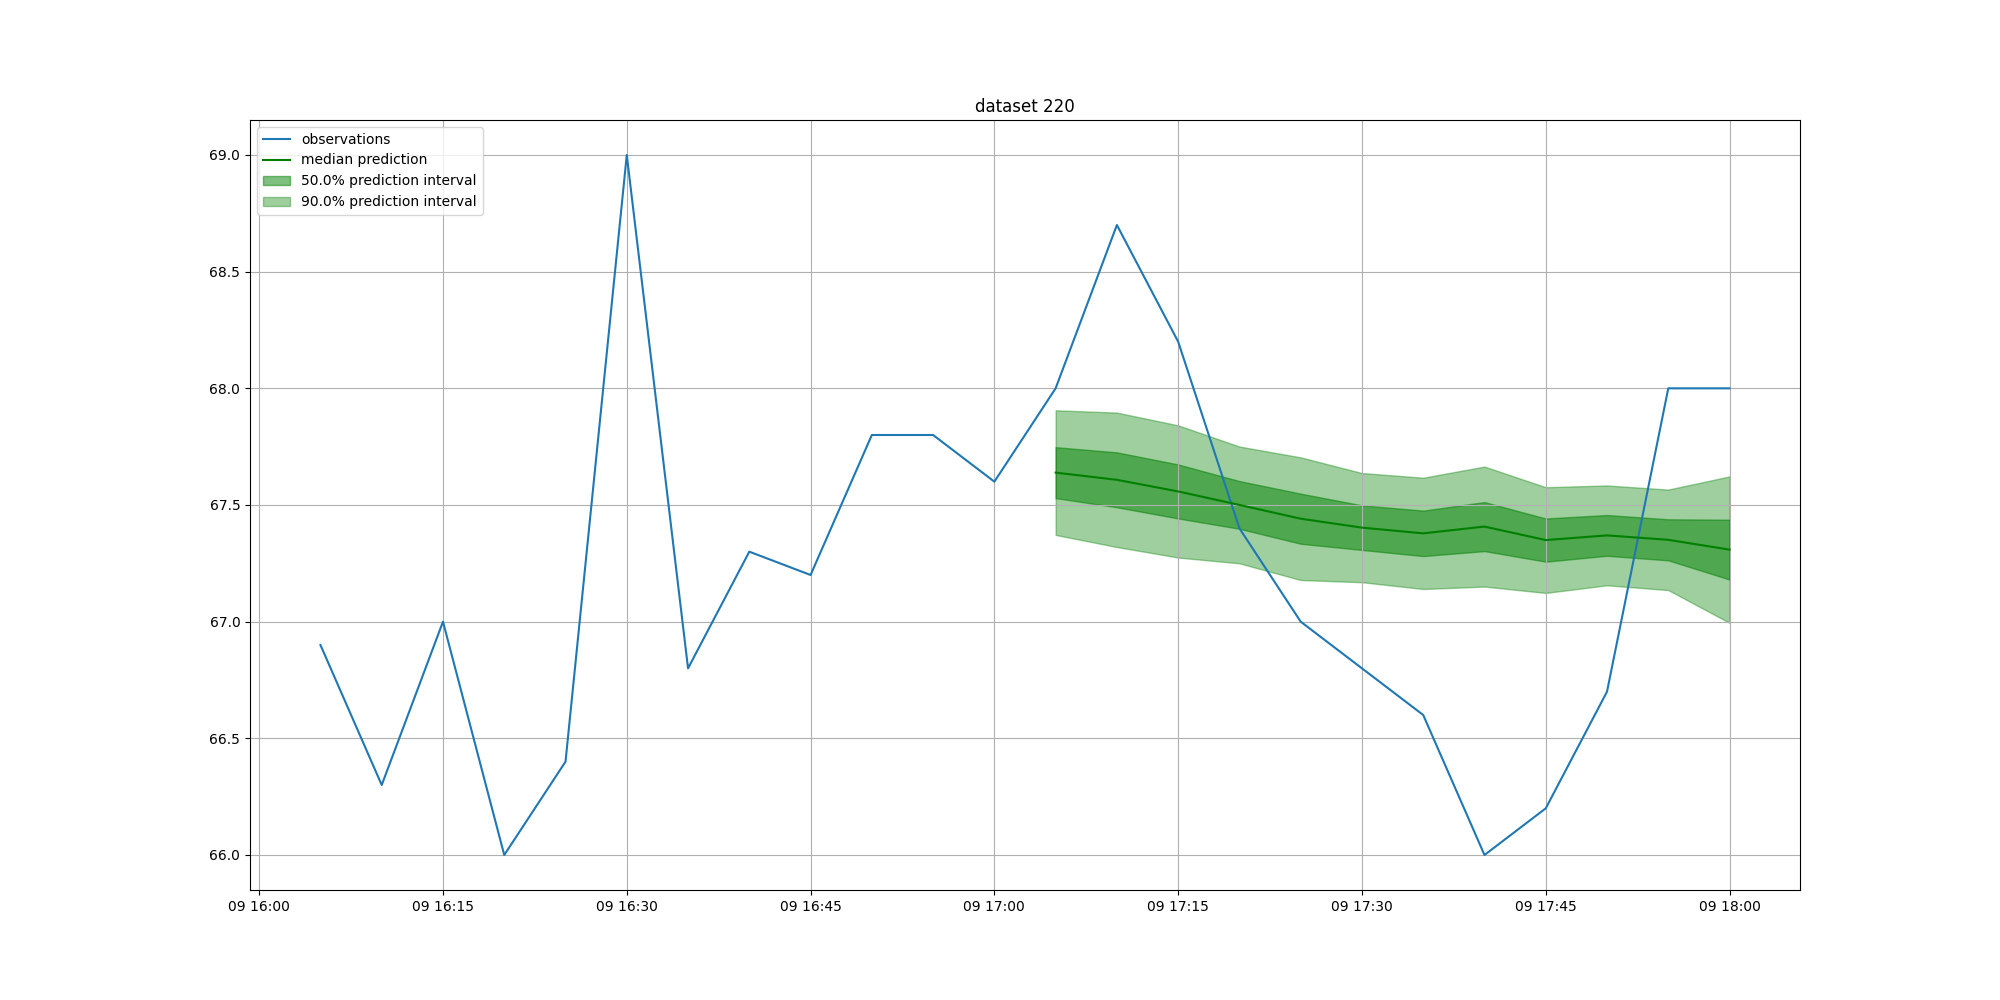 dataset 220
observations
median prediction
50.0% prediction interval
90.0% prediction interval
69.0
68.5
68.0
67.5
67.0
66.5
66.0
09 16:00 09 16:15 09 16:30 09 16:45 09 17:00 09 17:15 09 17:30 09 17:45 09 18:00